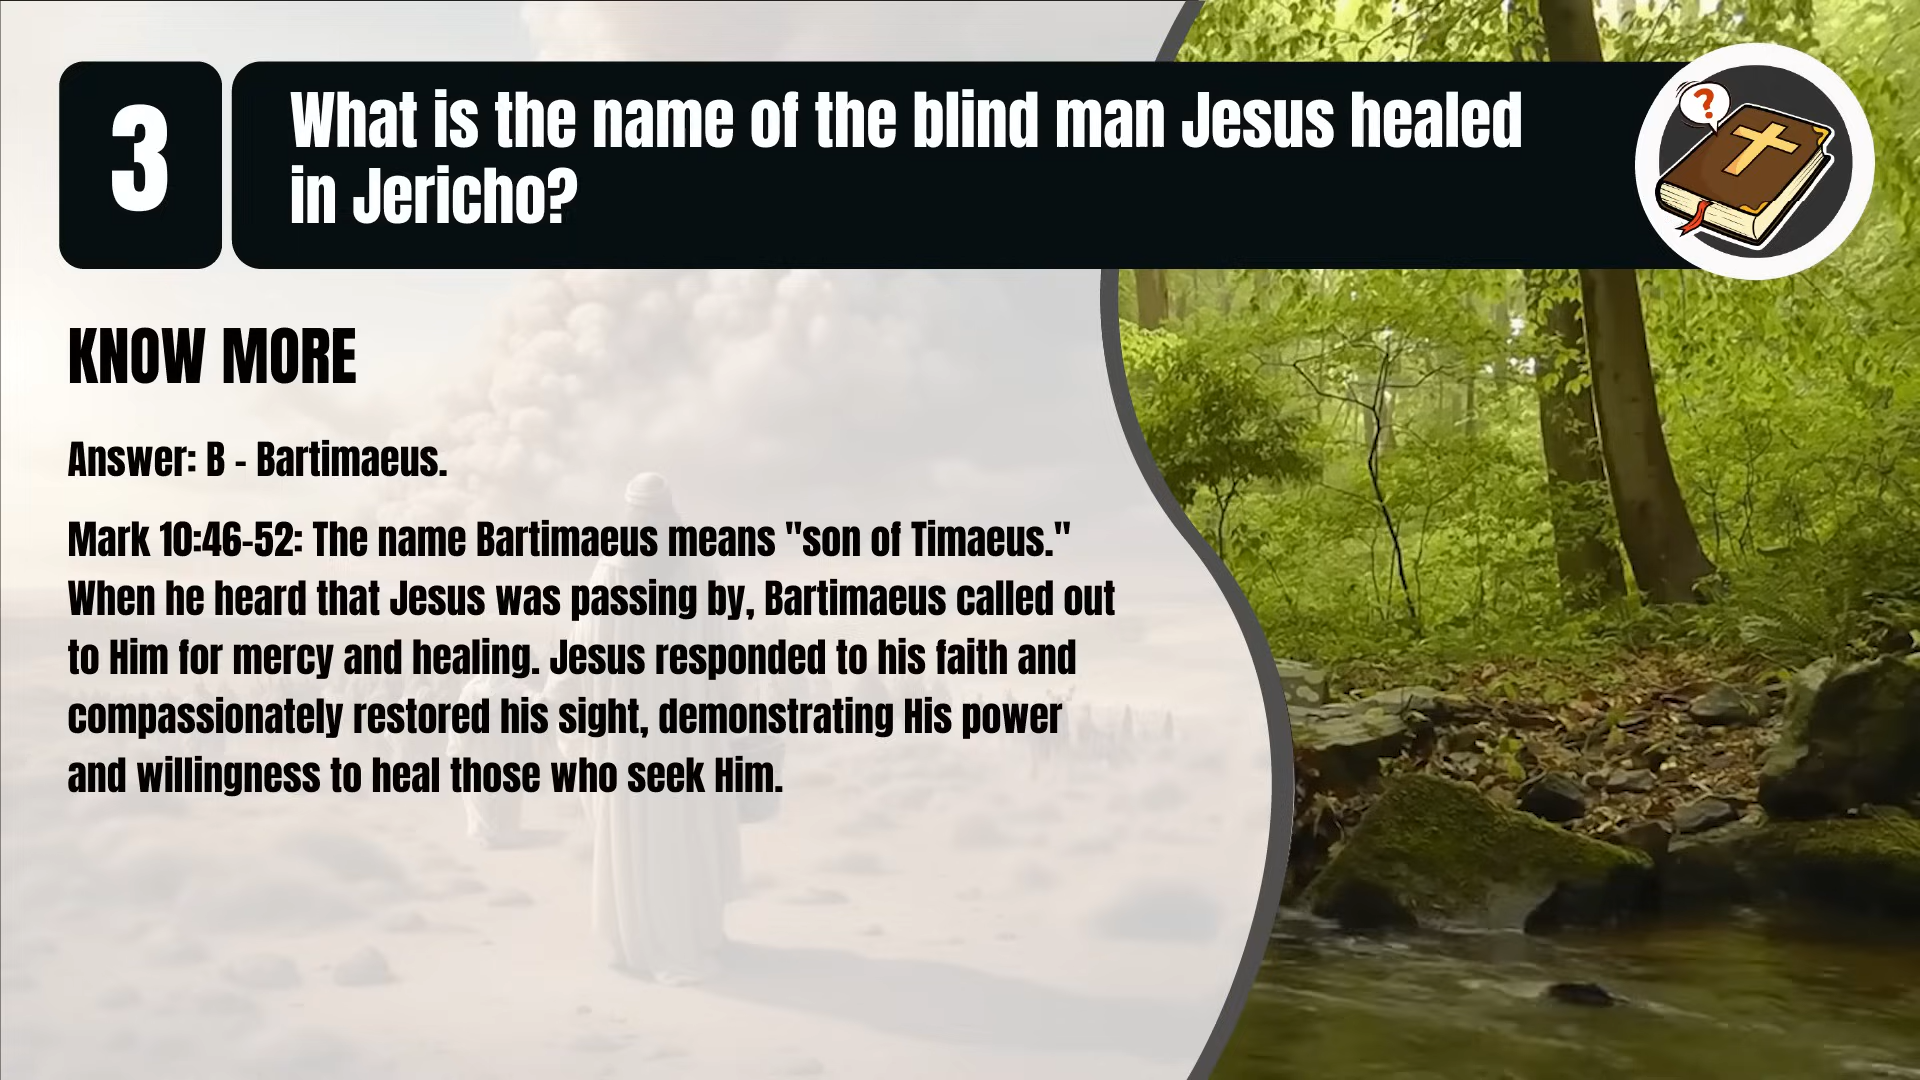 3
What is the name of the blind man Jesus healed
in Jericho?
?
KNOW MORE
Answer: B - Bartimaeus.
Mark 10:46-52: The name Bartimaeus means "son of Timaeus."
When he heard that Jesus was passing by, Bartimaeus called out
to Him for mercy and healing. Jesus responded to his faith and
compassionately restored his sight, demonstrating His power
and willingness to heal those who seek Him.